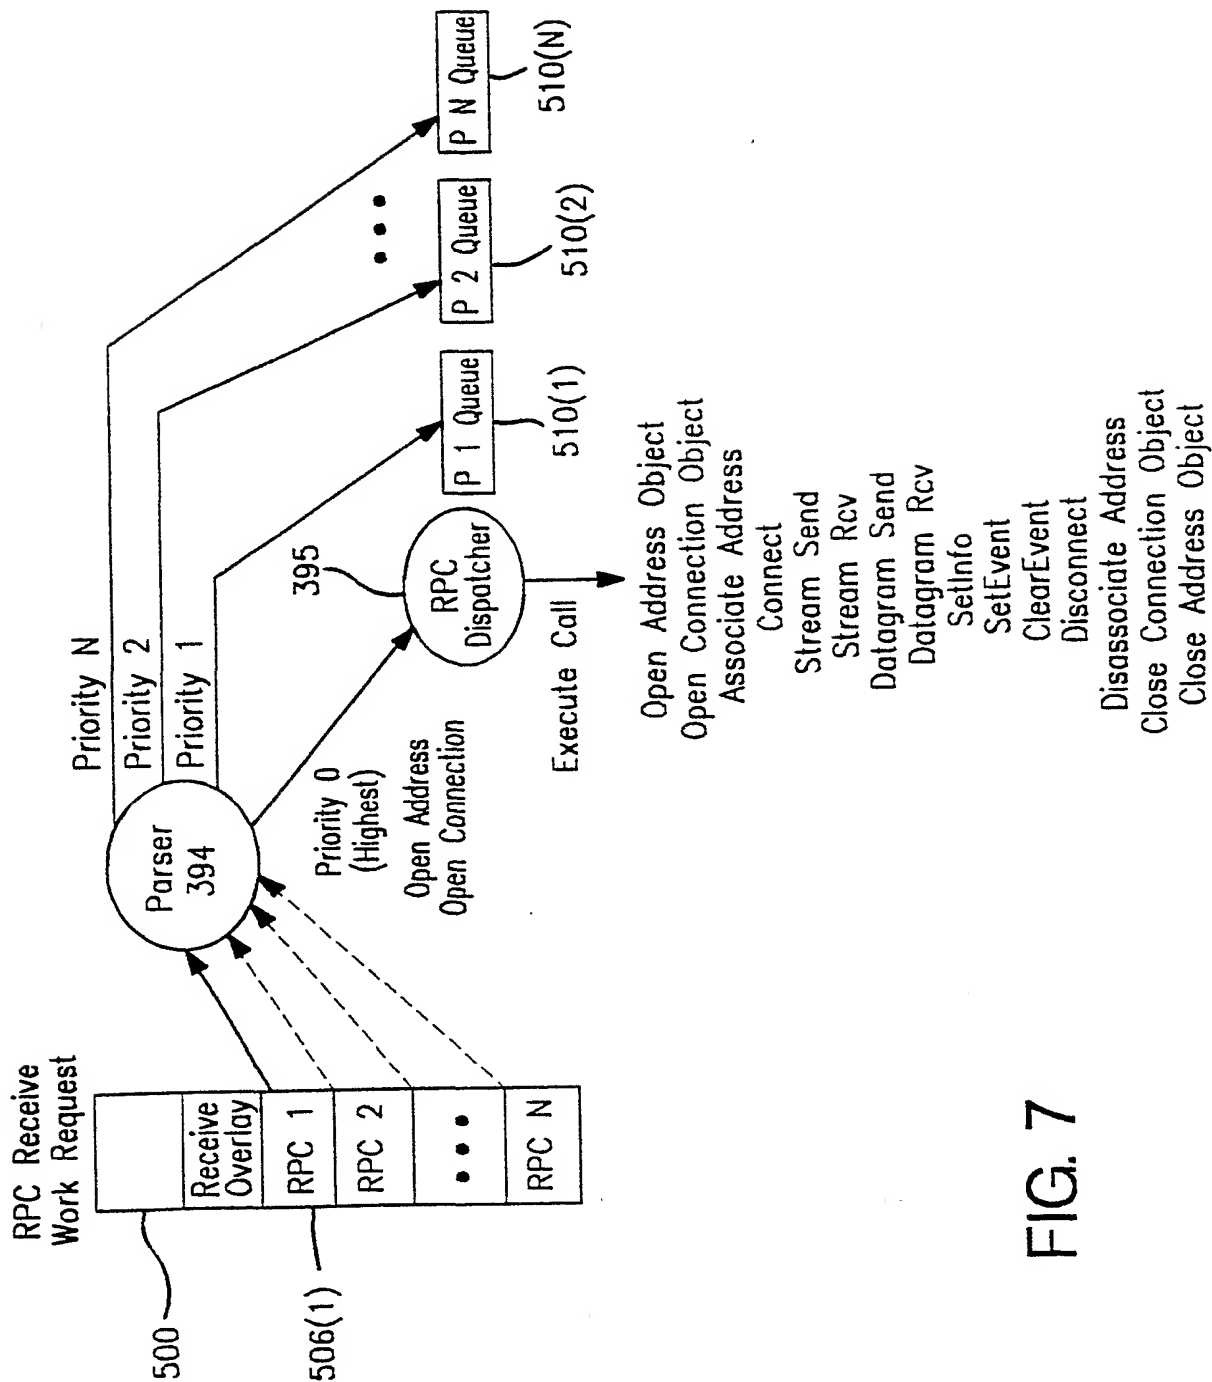 RPC Receive
Work Request
500
Receive
Overlay
506(1)
RPC 1
RPC 2
RPC N
Parser
394
Priority N
Priority 2
Priority 1
Priority 0
(Highest)
Open Address
Open Connection
395
RPC
Dispatcher
P 1 Queue
510(1)
P 2 Queue
510(2)
P N Queue
510(N)
Execute Call
Open Address Object
Open Connection Object
Associate Address
Connect
Stream Send
Stream Rcv
Datagram Send
Datagram Rcv
SetInfo
SetEvent
ClearEvent
Disconnect
Disassociate Address
Close Connection Object
Close Address Object
FIG. 7